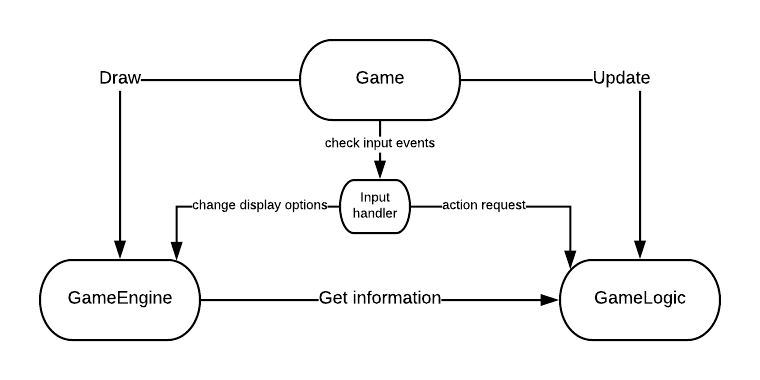 Draw
Game
Update
check input events
change display options
Input
handler
action request
GameEngine
Get information
GameLogic